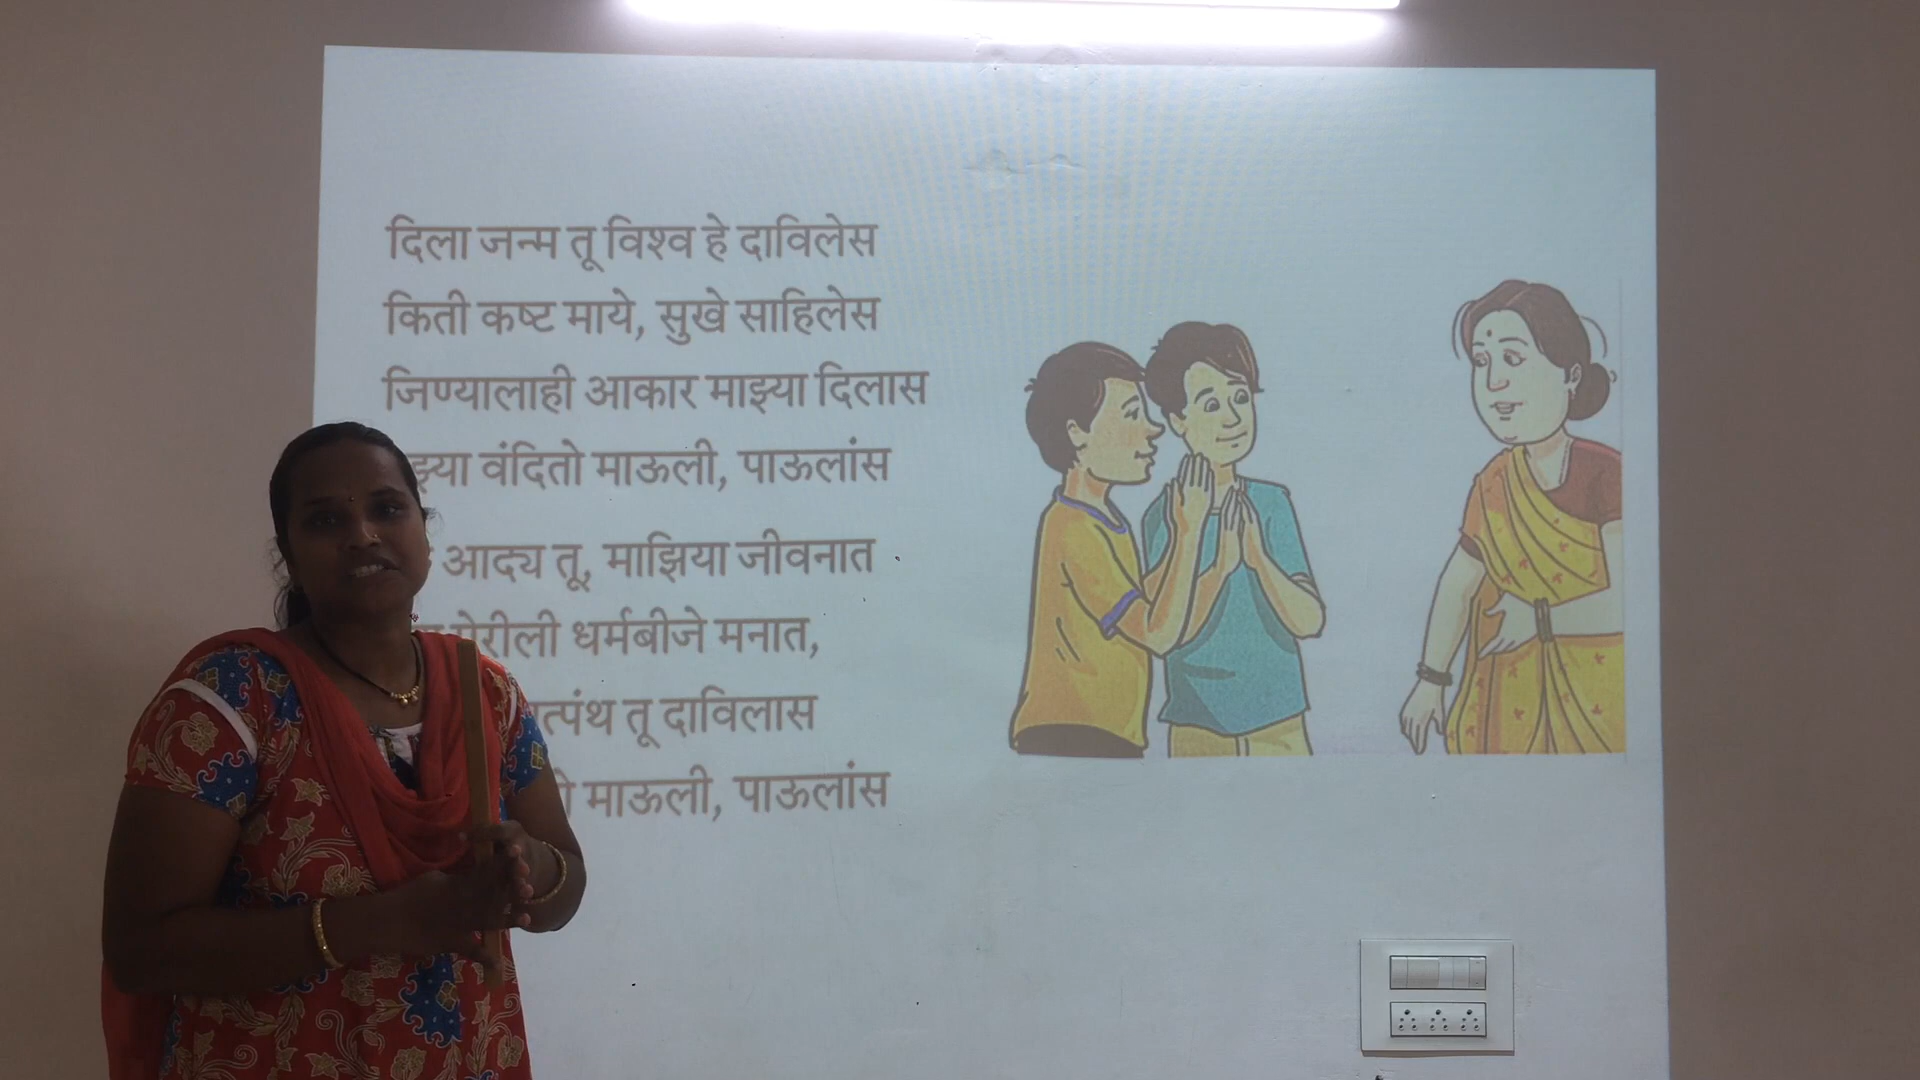 दिला जन्म तू विश्व हे दाविलेस
किती कष्ट माये, सुखे साहिलेस
जिण्यालाही आकार माझ्या दिलास
वंदितो माऊली, पाऊलांस
आद्य तू, माझिया जीवनात
धर्मबीजे मनात,
तू दाविलास
माऊली, पाऊलांस